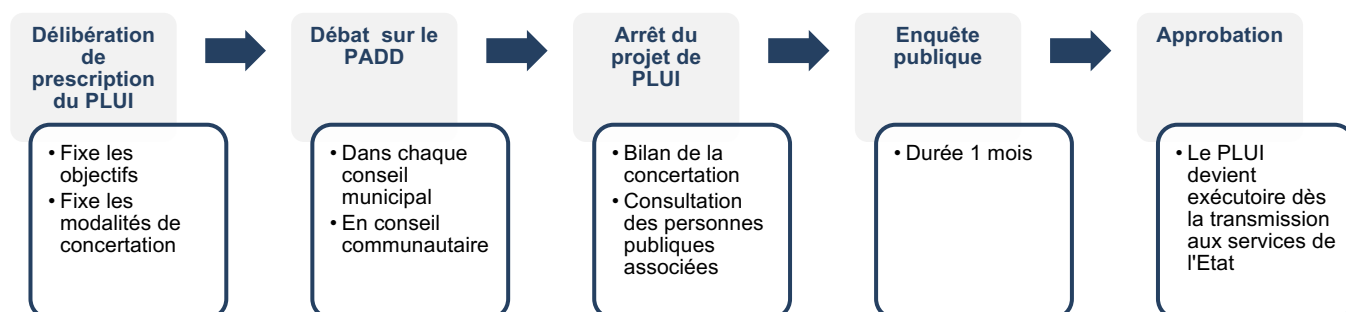 Délibération
de
prescription
du PLUI
• Fixe les
objectifs
• Fixe les
modalités de
concertation
Débat sur le
PADD
• Dans chaque
conseil
municipal
• En conseil
communautaire
Arrêt du
projet de
PLUI
• Bilan de la
concertation
• Consultation
des personnes
publiques
associées
Enquête
publique
• Durée 1 mois
Approbation
• Le PLUI
devient
exécutoire dès
la transmission
aux services de
l'Etat